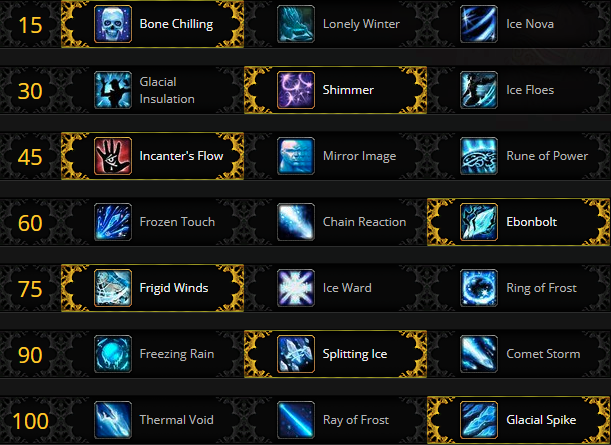 15 Bone Chilling Lonely Winter Ice Nova
30 Glacial Insulation Shimmer Ice Floes
45 Incanter's Flow Mirror Image Rune of Power
60 Frozen Touch Chain Reaction Ebonbolt
75 Frigid Winds Ice Ward Ring of Frost
90 Freezing Rain Splitting Ice Comet Storm
100 Thermal Void Ray of Frost Glacial Spike